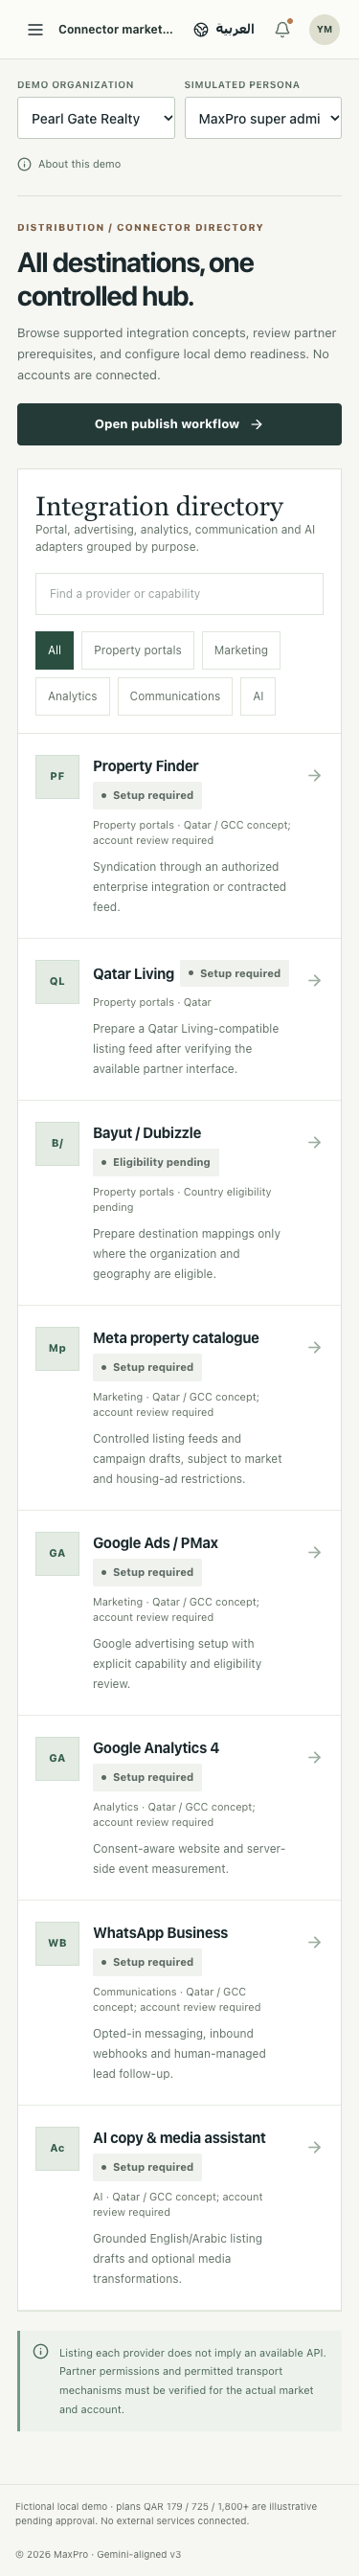 Connector market...
العربية
YM
DEMO ORGANIZATION
SIMULATED PERSONA
Pearl Gate Realty
MaxPro super admi
About this demo
DISTRIBUTION / CONNECTOR DIRECTORY
All destinations, one
controlled hub.
Browse supported integration concepts, review partner
prerequisites, and configure local demo readiness. No
accounts are connected.
Open publish workflow
Integration directory
Portal, advertising, analytics, communication and AI
adapters grouped by purpose.
Find a provider or capability
All
Property portals
Marketing
Analytics
Communications
AI
PF
Property Finder
Setup required
Property portals · Qatar / GCC concept;
account review required
Syndication through an authorized
enterprise integration or contracted
feed.
QL
Qatar Living
Setup required
Property portals · Qatar
Prepare a Qatar Living-compatible
listing feed after verifying the
available partner interface.
B/
Bayut / Dubizzle
Eligibility pending
Property portals · Country eligibility
pending
Prepare destination mappings only
where the organization and
geography are eligible.
Mp
Meta property catalogue
Setup required
Marketing · Qatar / GCC concept;
account review required
Controlled listing feeds and
campaign drafts, subject to market
and housing-ad restrictions.
GA
Google Ads / PMax
Setup required
Marketing · Qatar / GCC concept;
account review required
Google advertising setup with
explicit capability and eligibility
review.
GA
Google Analytics 4
Setup required
Analytics · Qatar / GCC concept;
account review required
Consent-aware website and server-
side event measurement.
WB
WhatsApp Business
Setup required
Communications · Qatar / GCC
concept; account review required
Opted-in messaging, inbound
webhooks and human-managed
lead follow-up.
Ac
AI copy & media assistant
Setup required
AI · Qatar / GCC concept; account
review required
Grounded English/Arabic listing
drafts and optional media
transformations.
Listing each provider does not imply an available API.
Partner permissions and permitted transport
mechanisms must be verified for the actual market
and account.
Fictional local demo · plans QAR 179 / 725 / 1,800+ are illustrative
pending approval. No external services connected.
© 2026 MaxPro · Gemini-aligned v3